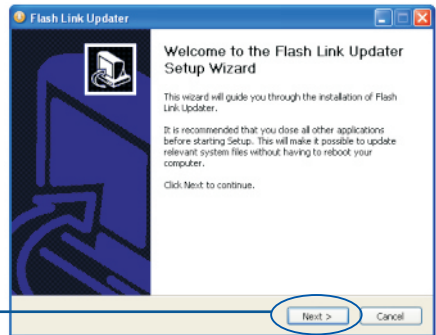 Flash Link Updater
Welcome to the Flash Link Updater
Setup Wizard
This wizard will guide you through the installation of Flash
Link Updater.
It is recommended that you close all other applications
before starting Setup. This will make it possible to update
relevant system files without having to reboot your
computer.
Click Next to continue.
Next >
Cancel